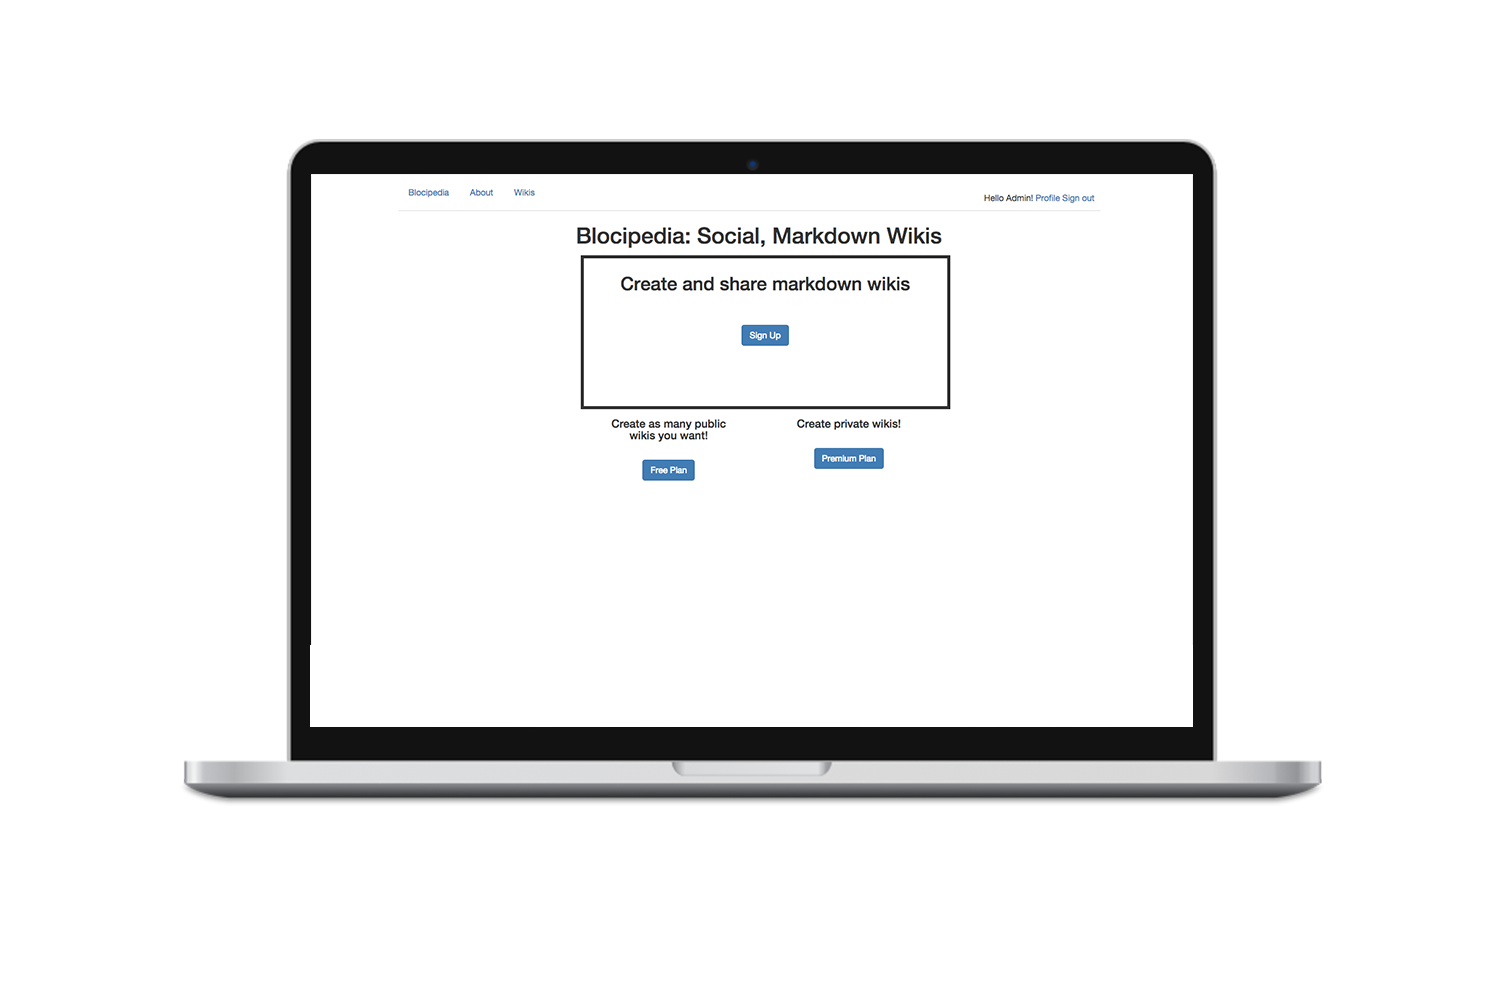 Blocipedia About Wikis
Hello Admin! Profile Sign out
Blocipedia: Social, Markdown Wikis
Create and share markdown wikis
Sign Up
Create as many public
wikis you want!
Free Plan
Create private wikis!
Premium Plan